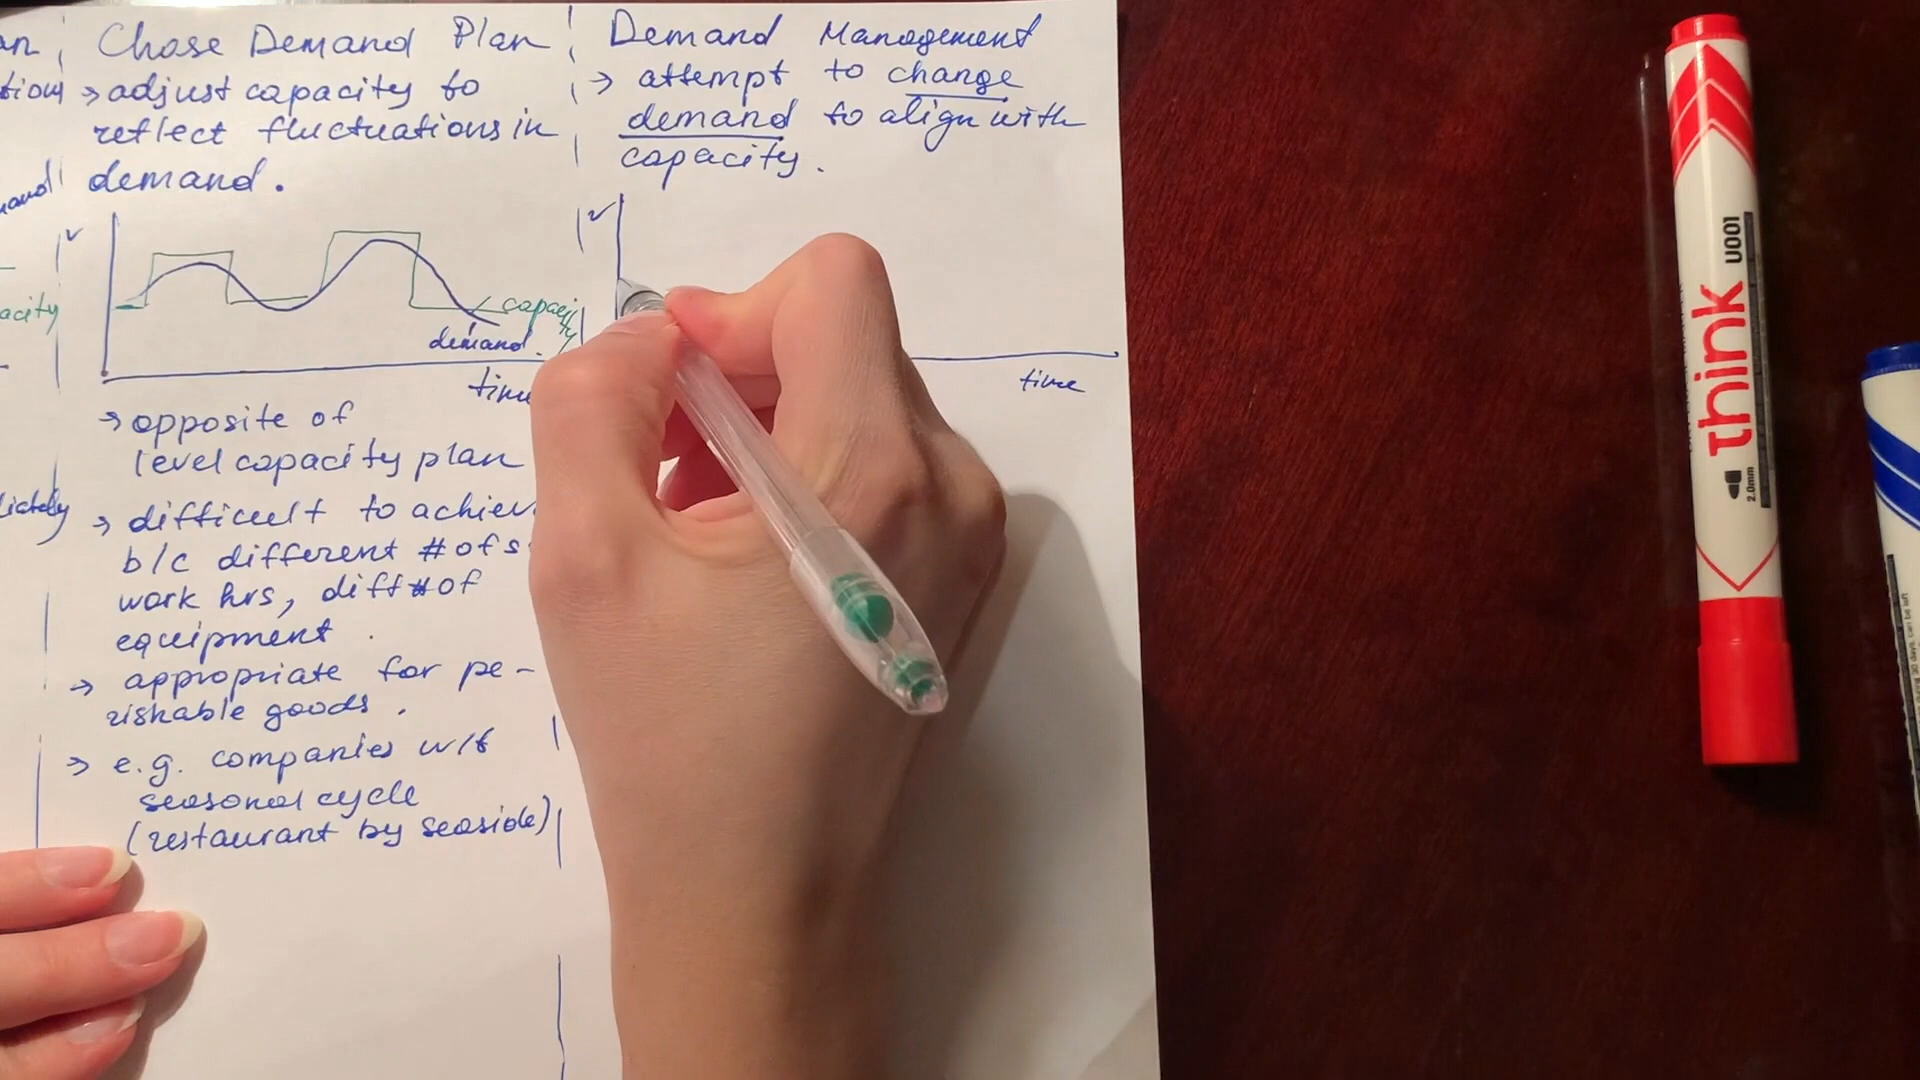 Chase Demand Plan
→ adjust capacity to
reflect fluctuations in
demand.
v
capacity
demand.
time
→ opposite of
level capacity plan
→ difficult to achiev
b/c different # of s
work hrs, diff # of
equipment.
→ appropriate for pe-
rishable goods.
→ e.g. companies w/t
seasonal cycle
(restaurant by seaside)
Demand Management
→ attempt to change
demand to align with
capacity.
v
time
acity
think
U001
2.0mm